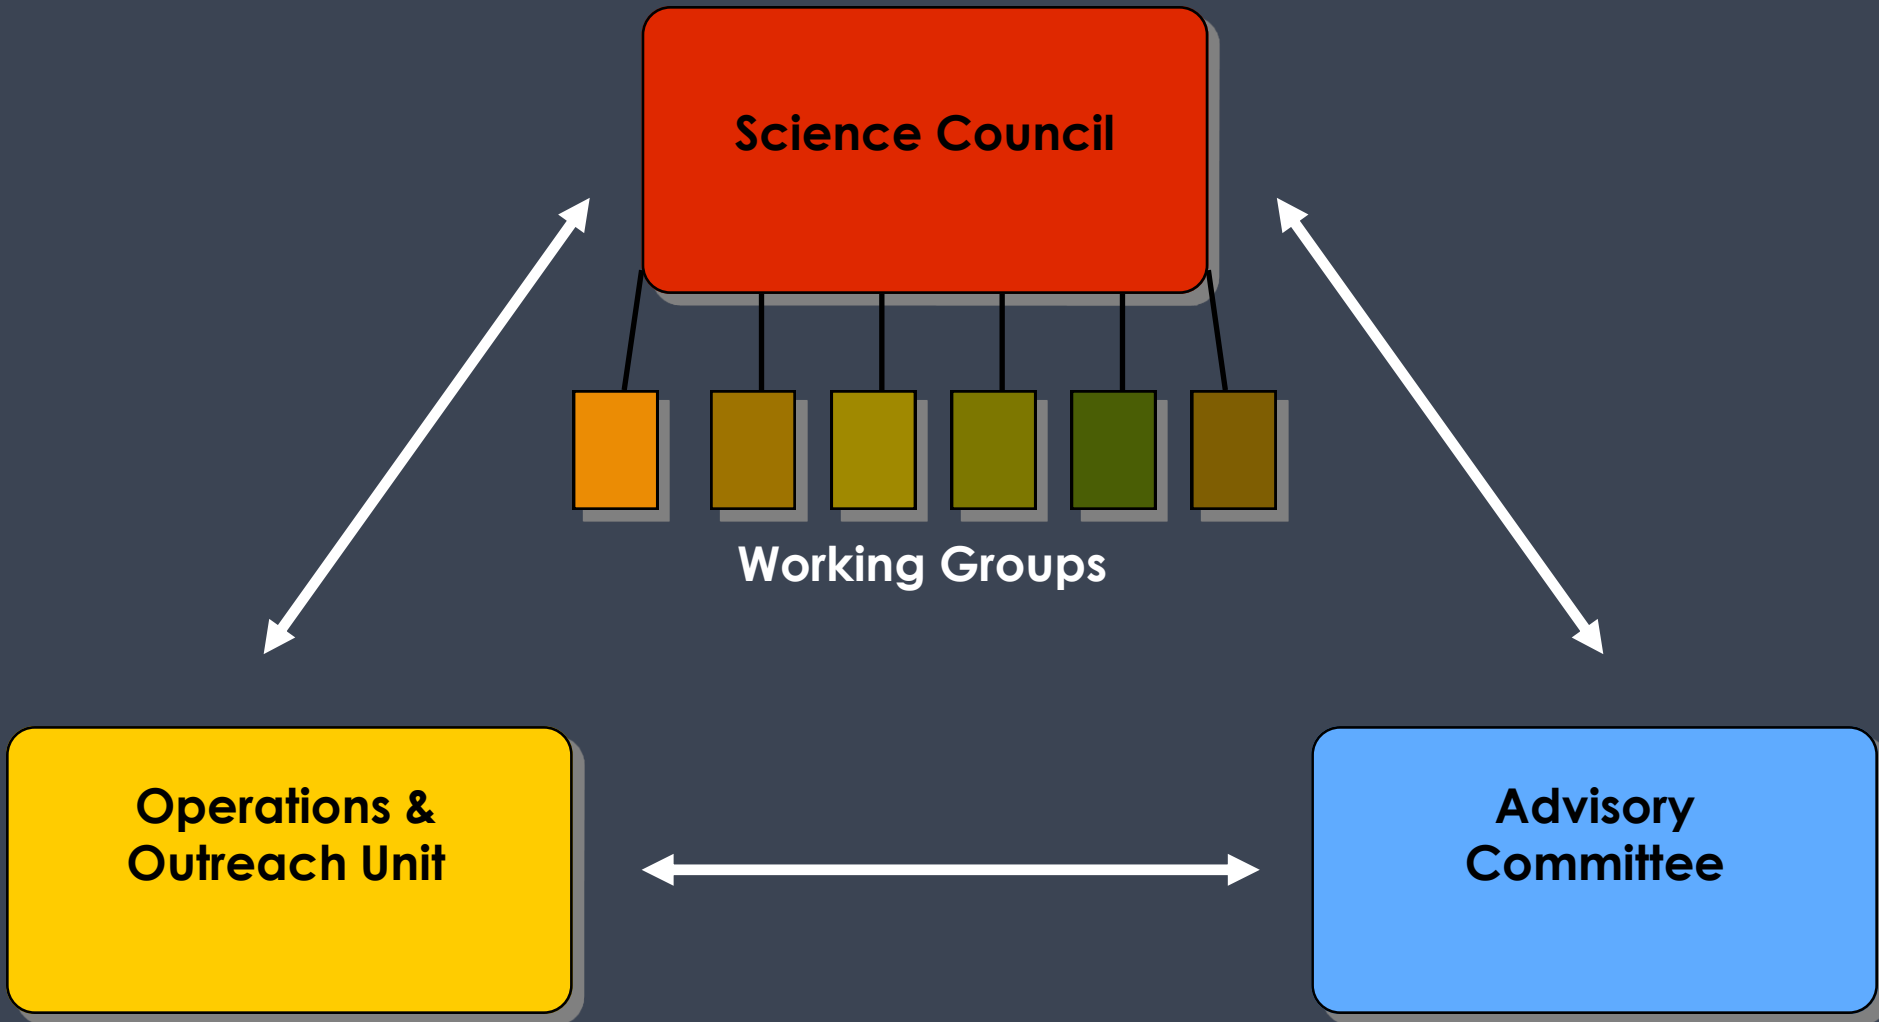 Science Council
Working Groups
Operations &
Outreach Unit
Advisory
Committee